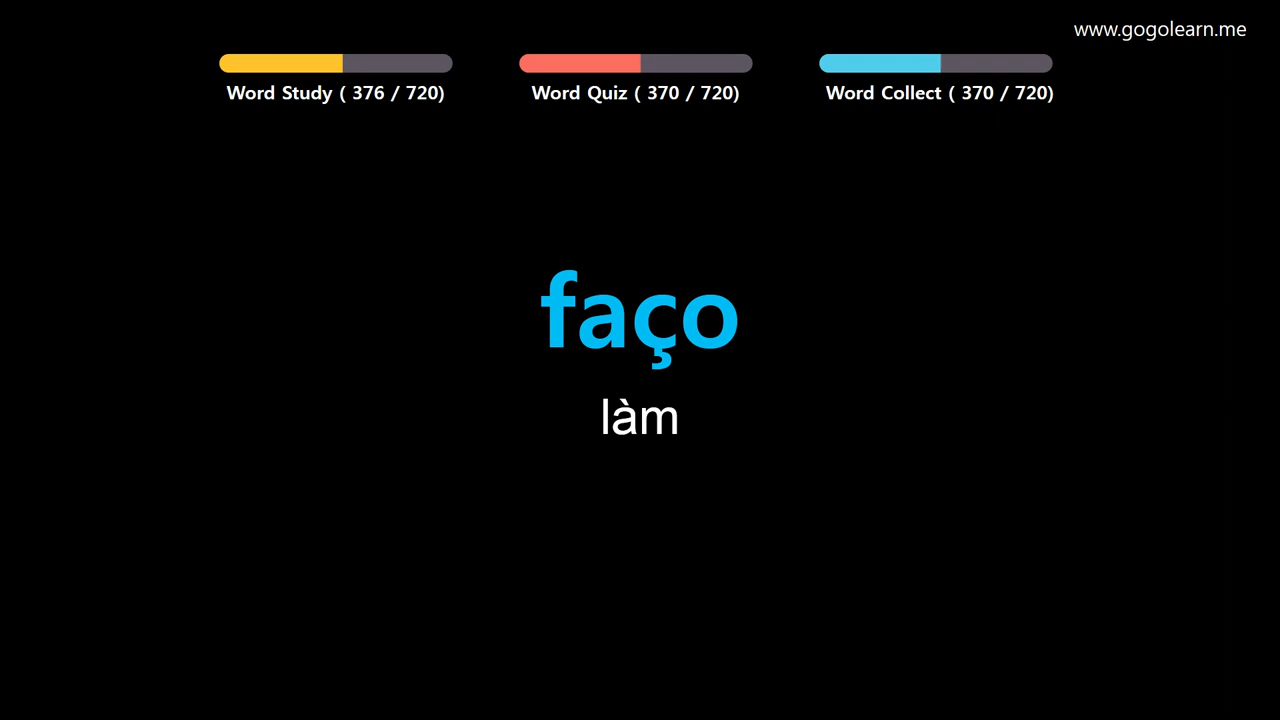 www.gogolearn.me
Word Study ( 376 / 720)
Word Quiz ( 370 / 720)
Word Collect ( 370 / 720)
faço
làm